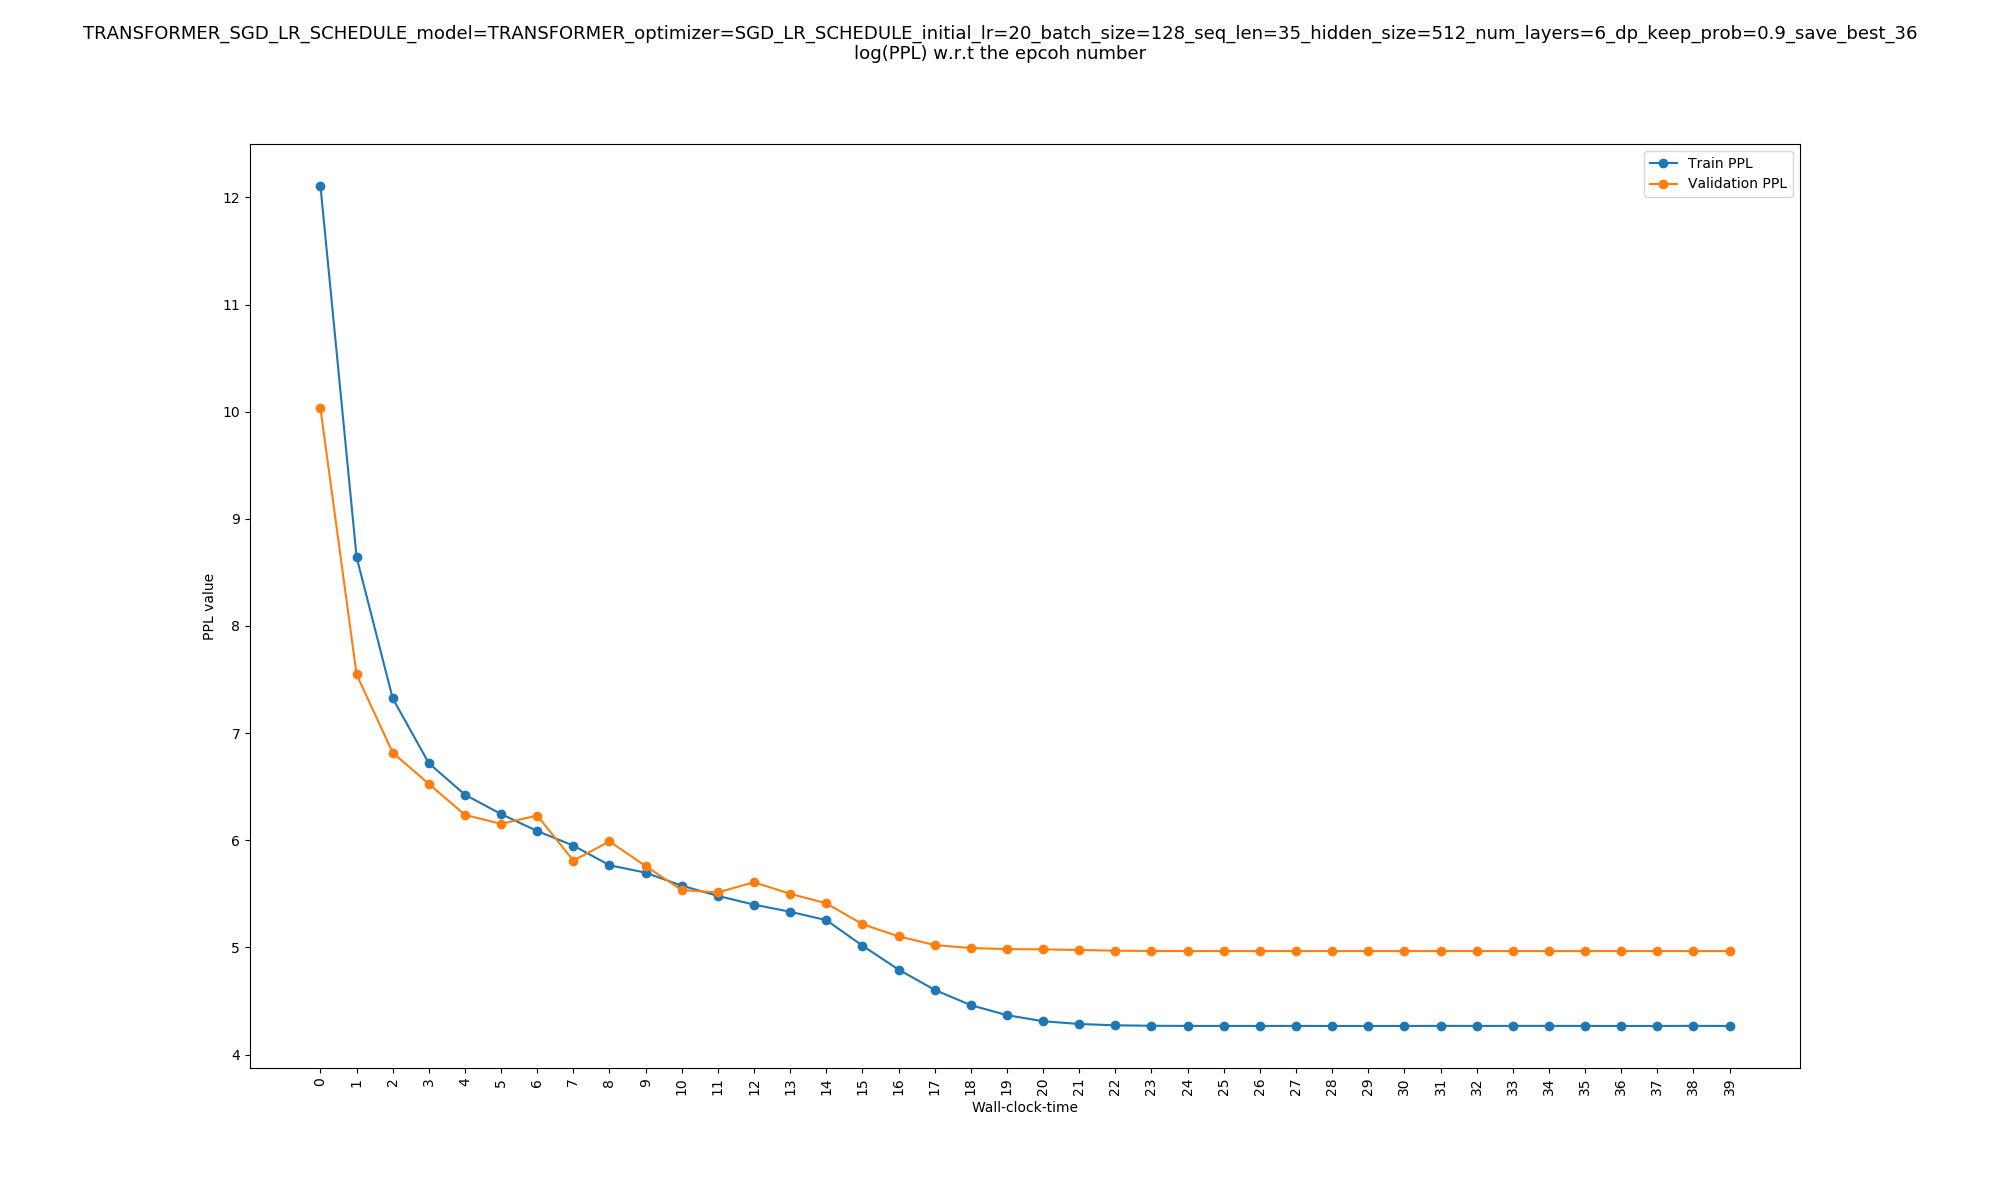 TRANSFORMER_SGD_LR_SCHEDULE_model=TRANSFORMER_optimizer=SGD_LR_SCHEDULE_initial_lr=20_batch_size=128_seq_len=35_hidden_size=512_num_layers=6_dp_keep_prob=0.9_save_best_36
log(PPL) w.r.t the epcoh number
Train PPL
Validation PPL
12
11
10
9
8
7
6
5
4
PPL value
0 1 2 3 4 5 6 7 8 9 10 11 12 13 14 15 16 17 18 19 20 21 22 23 24 25 26 27 28 29 30 31 32 33 34 35 36 37 38 39
Wall-clock-time